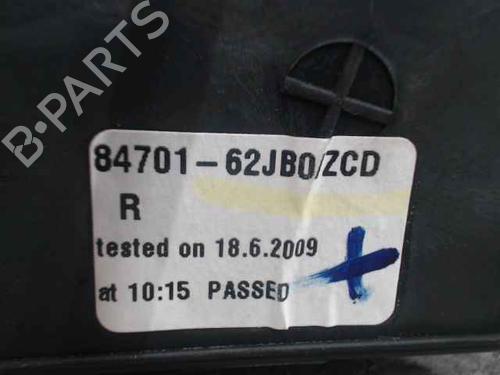 84701-62JB0/ZCD
R
tested on 18.6.2009
at 10:15 PASSED
B-PARTS